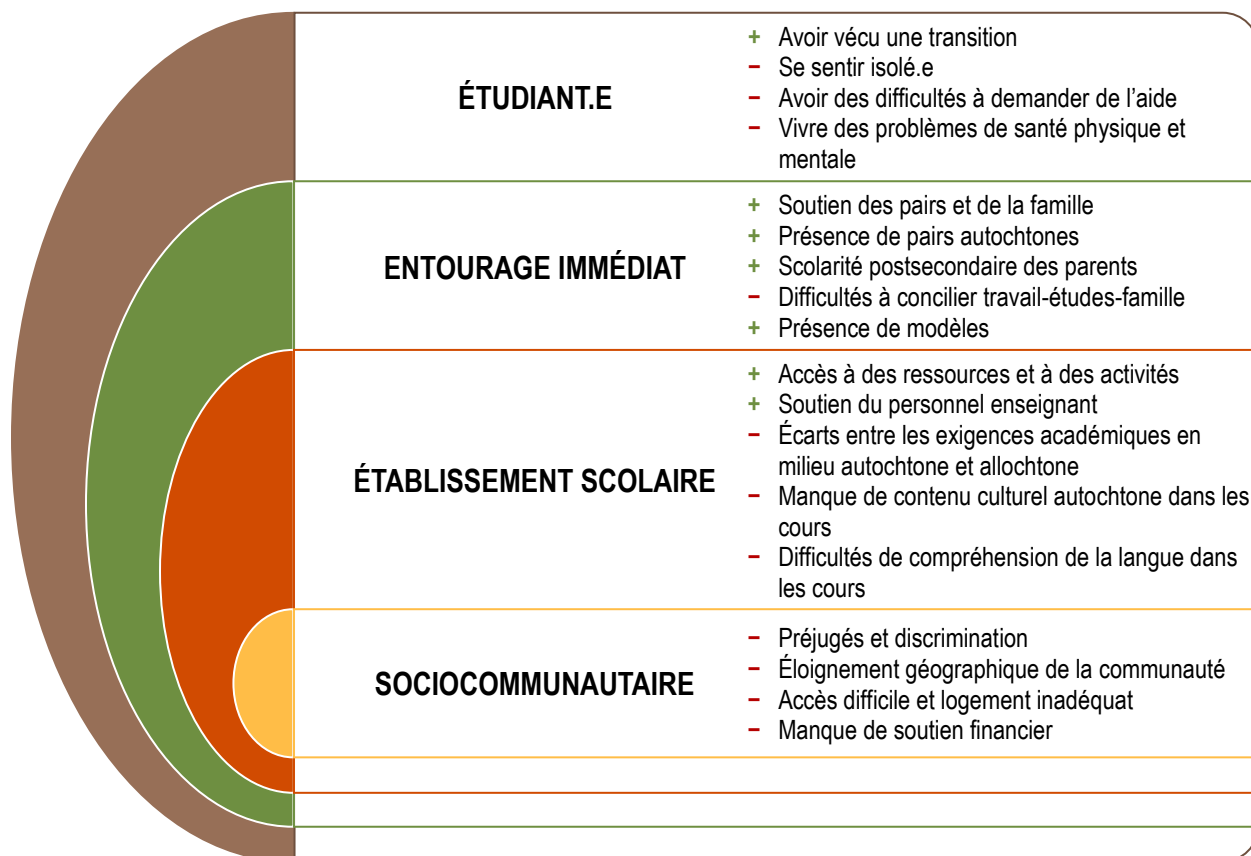 ÉTUDIANT.E
+ Avoir vécu une transition
− Se sentir isolé.e
− Avoir des difficultés à demander de l’aide
− Vivre des problèmes de santé physique et
mentale
ENTOURAGE IMMÉDIAT
+ Soutien des pairs et de la famille
+ Présence de pairs autochtones
+ Scolarité postsecondaire des parents
− Difficultés à concilier travail-études-famille
+ Présence de modèles
ÉTABLISSEMENT SCOLAIRE
+ Accès à des ressources et à des activités
+ Soutien du personnel enseignant
− Écarts entre les exigences académiques en
milieu autochtone et allochtone
− Manque de contenu culturel autochtone dans les
cours
− Difficultés de compréhension de la langue dans
les cours
SOCIOCOMMUNAUTAIRE
− Préjugés et discrimination
− Éloignement géographique de la communauté
− Accès difficile et logement inadéquat
− Manque de soutien financier